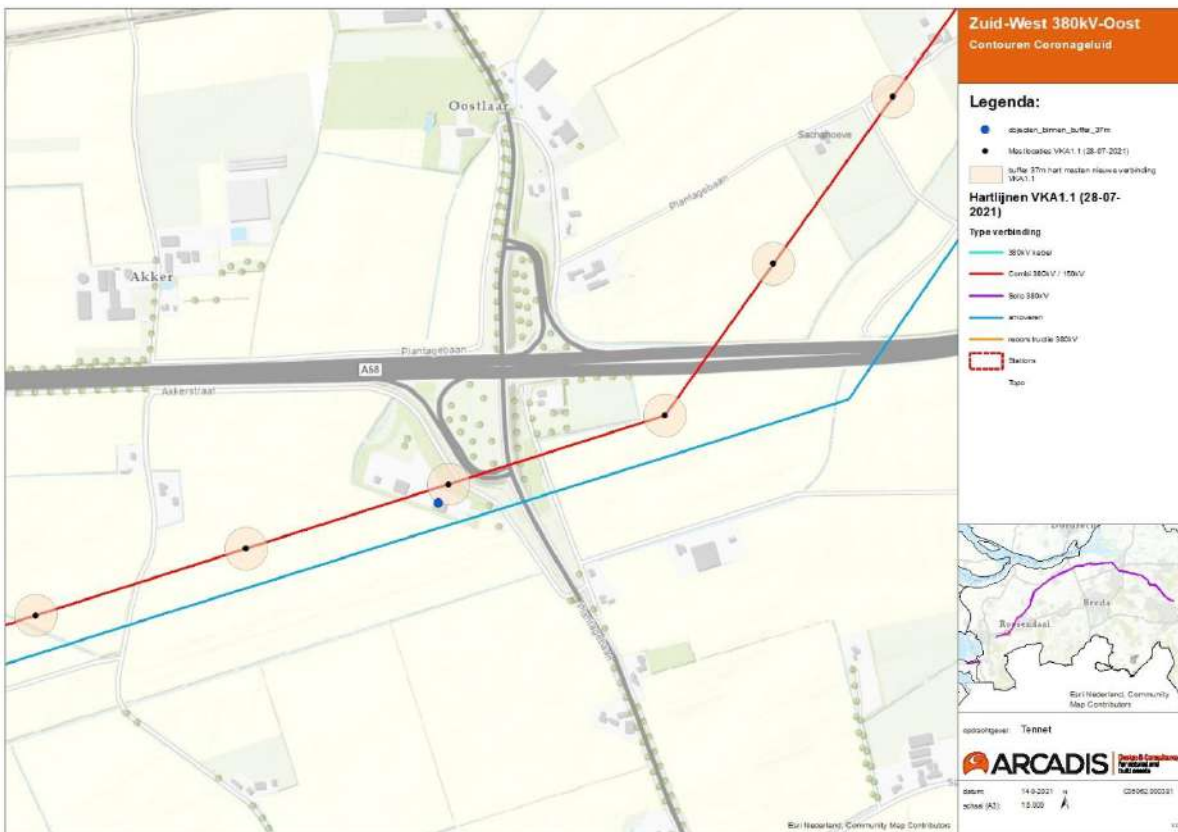 Zuid-West 380kV-Oost
Contouren Coronageluid
Legenda:
objecten_binnen_buffer_37m
Mastlocaties VKA1.1 (28-07-2021)
buffer 37m hart masten nieuwe verbinding
VKA1.1
Hartlijnen VKA1.1 (28-07-
2021)
Type verbinding
380kV kabel
Combi 380kV / 150kV
Solo 380kV
amoveren
reconstructie 380kV
Stations
Topo
Oostlaar
Sachahoeve
Plantagebaan
Akker
Plantagebaan
A58
Akkerstraat
Plantagebaan
Esri Nederland, Community Map Contributors
Dordrecht
Breda
Roosendaal
Esri Nederland, Community
Map Contributors
opdrachtgever: Tennet
ARCADIS
Design & Consultancy
for natural and
built assets
datum:
schaal (A3):